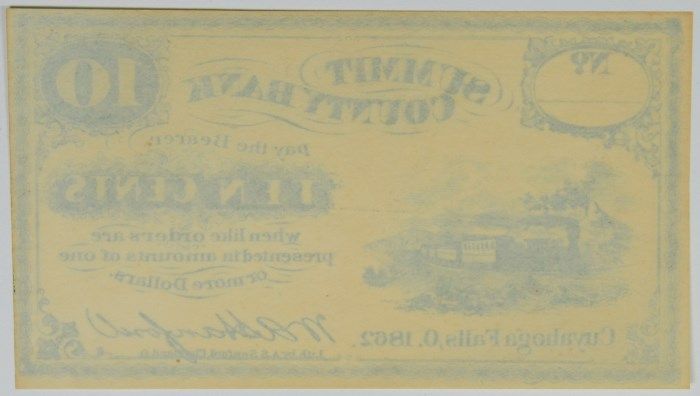 No.
SUMMIT
COUNTY BANK
10
Pay the Bearer,
TEN CENTS
when like orders are
presented in amounts of one
or more Dollars.
Cuyahoga Falls, O. 1862.